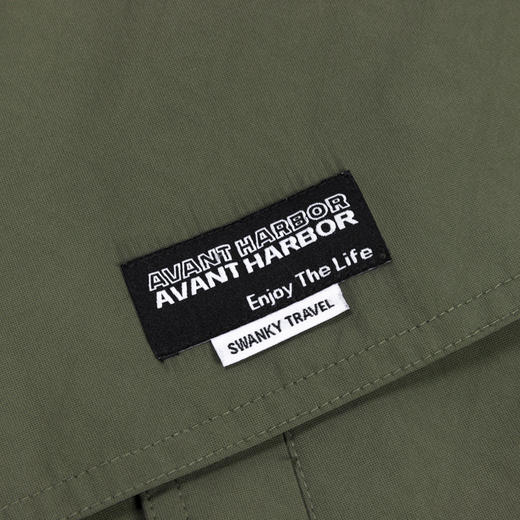 AVANT HARBOR
AVANT HARBOR
Enjoy The Life
SWANKY TRAVEL